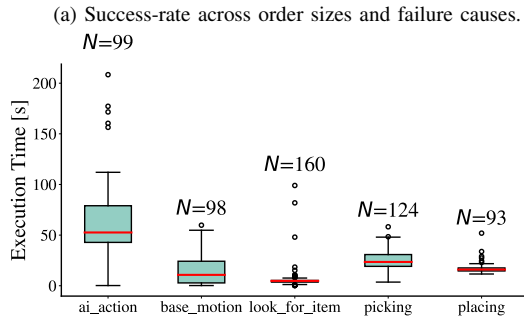 (a) Success-rate across order sizes and failure causes.
N=99
200
150
N=160
100
N=98
N=124
N=93
50
0
Execution Time [s]
ai_action base_motion look_for_item picking placing